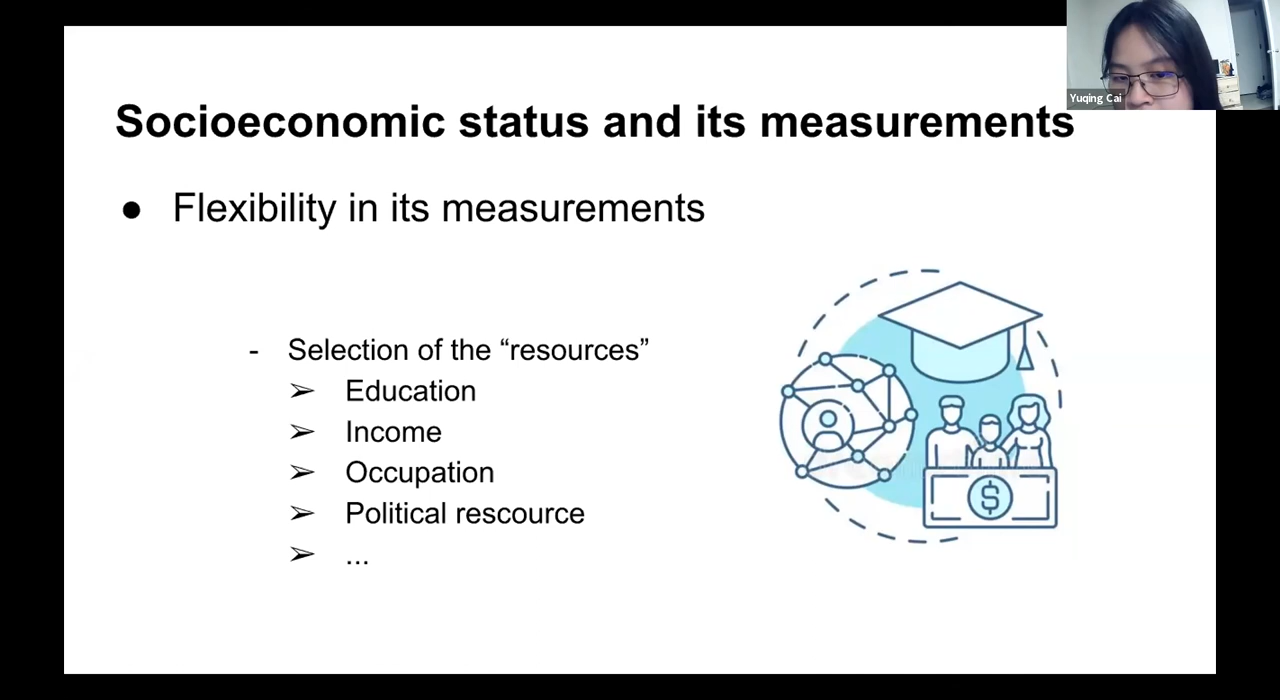 Yuqing Cai
Socioeconomic status and its measurements
● Flexibility in its measurements
- Selection of the “resources”
➢ Education
➢ Income
➢ Occupation
➢ Political rescource
➢ ...
$